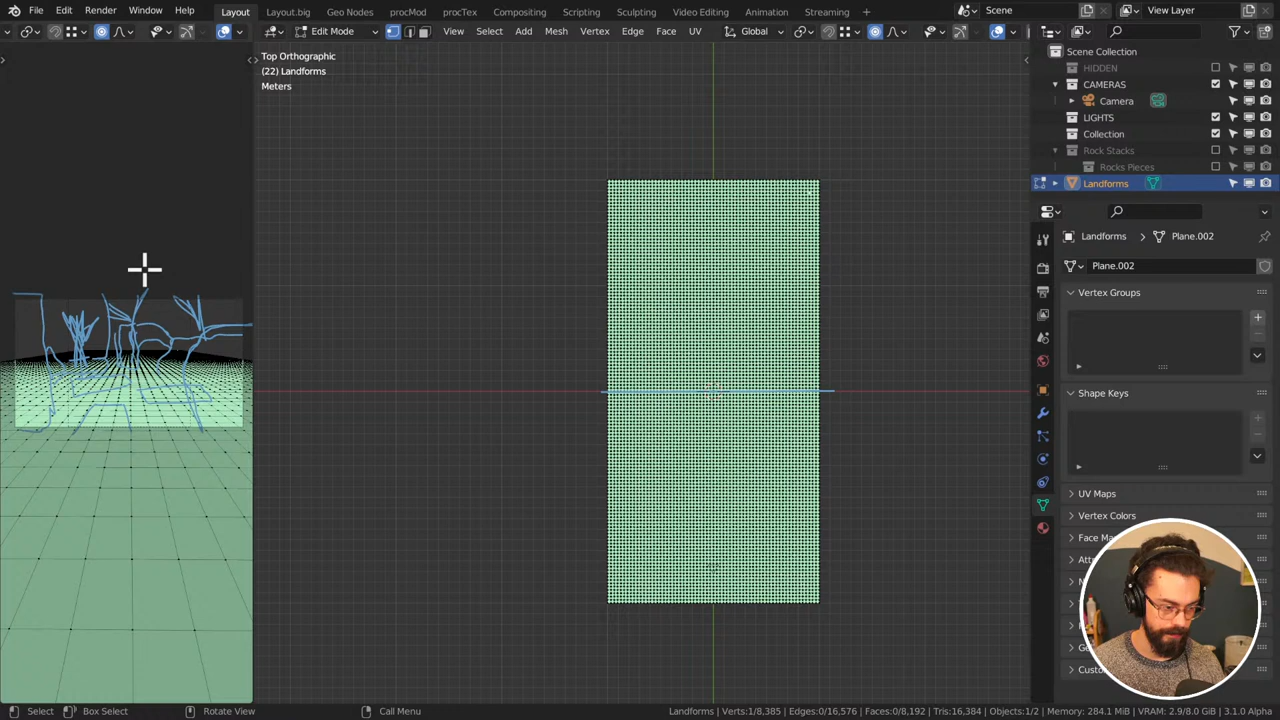 File Edit Render Window Help Layout Layout.big Geo Nodes procMod procTex Compositing Scripting Sculpting Video Editing Animation Streaming + Scene View Layer
Edit Mode View Select Add Mesh Vertex Edge Face UV Global
Top Orthographic
(22) Landforms
Meters
Scene Collection
HIDDEN
CAMERAS
Camera
LIGHTS
Collection
Rock Stacks
Rocks Pieces
Landforms
Landforms Plane.002
Plane.002
Vertex Groups
Shape Keys
UV Maps
Vertex Colors
Face Ma
Att
N
Ge
Custo
Select Box Select Rotate View Call Menu Landforms | Verts:1/8,385 | Edges:0/16,576 | Faces:0/8,192 | Tris:16,384 | Objects:1/2 | Memory: 284.1 MiB | VRAM: 2.9/8.0 GiB | 3.1.0 Alpha